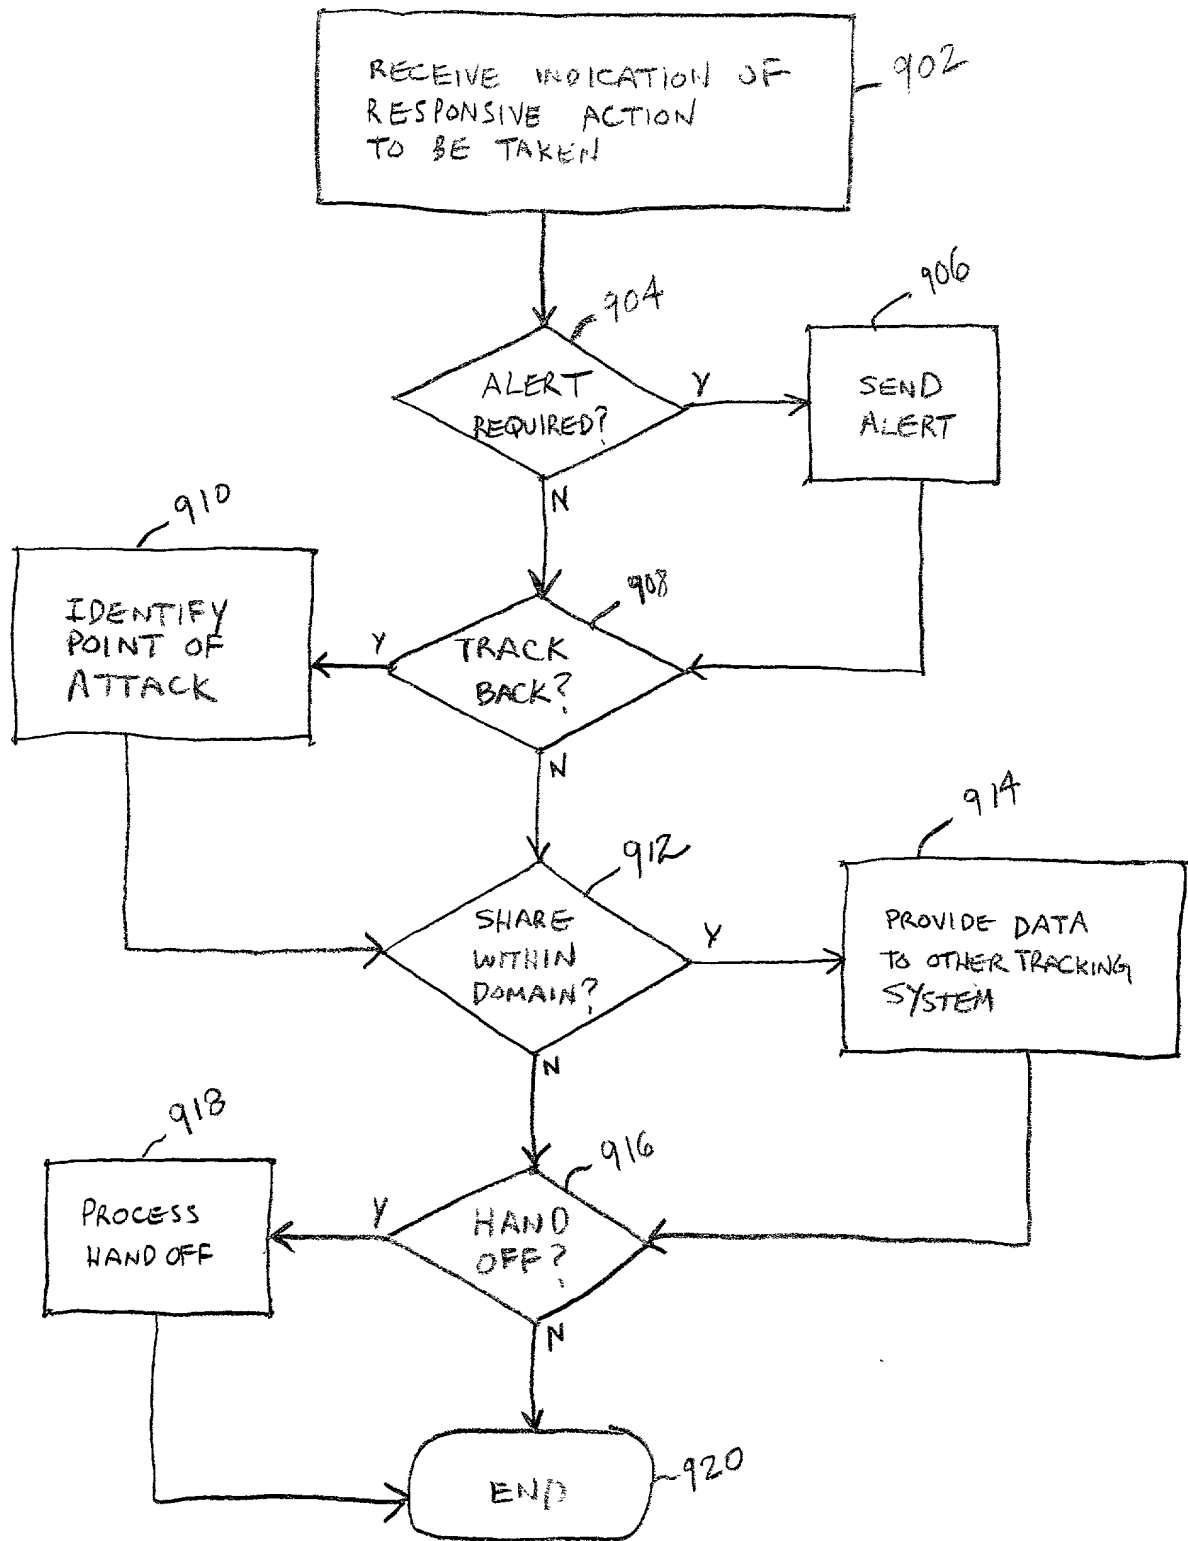 RECEIVE INDICATION OF
RESPONSIVE ACTION
TO BE TAKEN
902
904
ALERT
REQUIRED?
Y
N
906
SEND
ALERT
910
IDENTIFY
POINT OF
ATTACK
908
TRACK
BACK?
Y
N
912
SHARE
WITHIN
DOMAIN?
Y
N
914
PROVIDE DATA
TO OTHER TRACKING
SYSTEM
918
PROCESS
HAND OFF
916
HAND
OFF?
Y
N
END
920